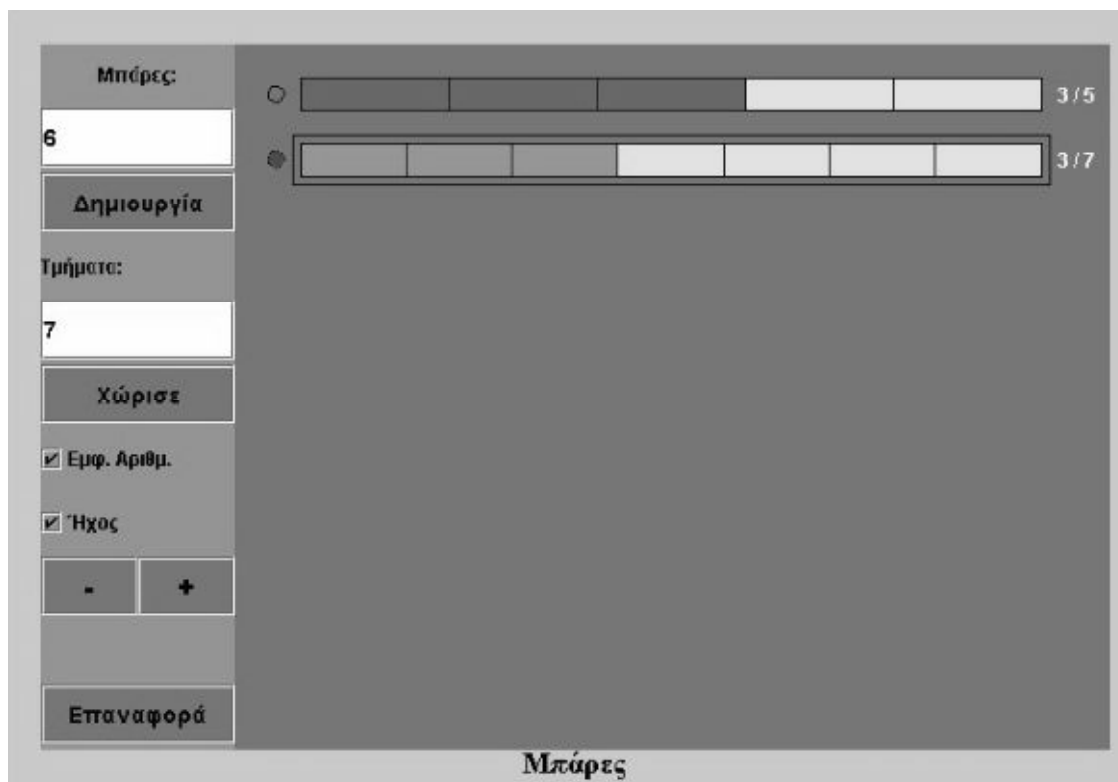 Μπάρες:
6
Δημιουργία
Τμήματα:
7
Χώρισε
Εμφ. Αριθμ.
Ήχος
- +
Επαναφορά
3/5
3/7
Μπάρες